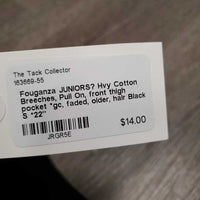 The Tack Collector
163669-55
Fouganza JUNIORS? Hvy Cotton
Breeches, Pull On, front thigh
pocket *gc, faded, older, hair Black
S *22"
$14.00
JRGR5E